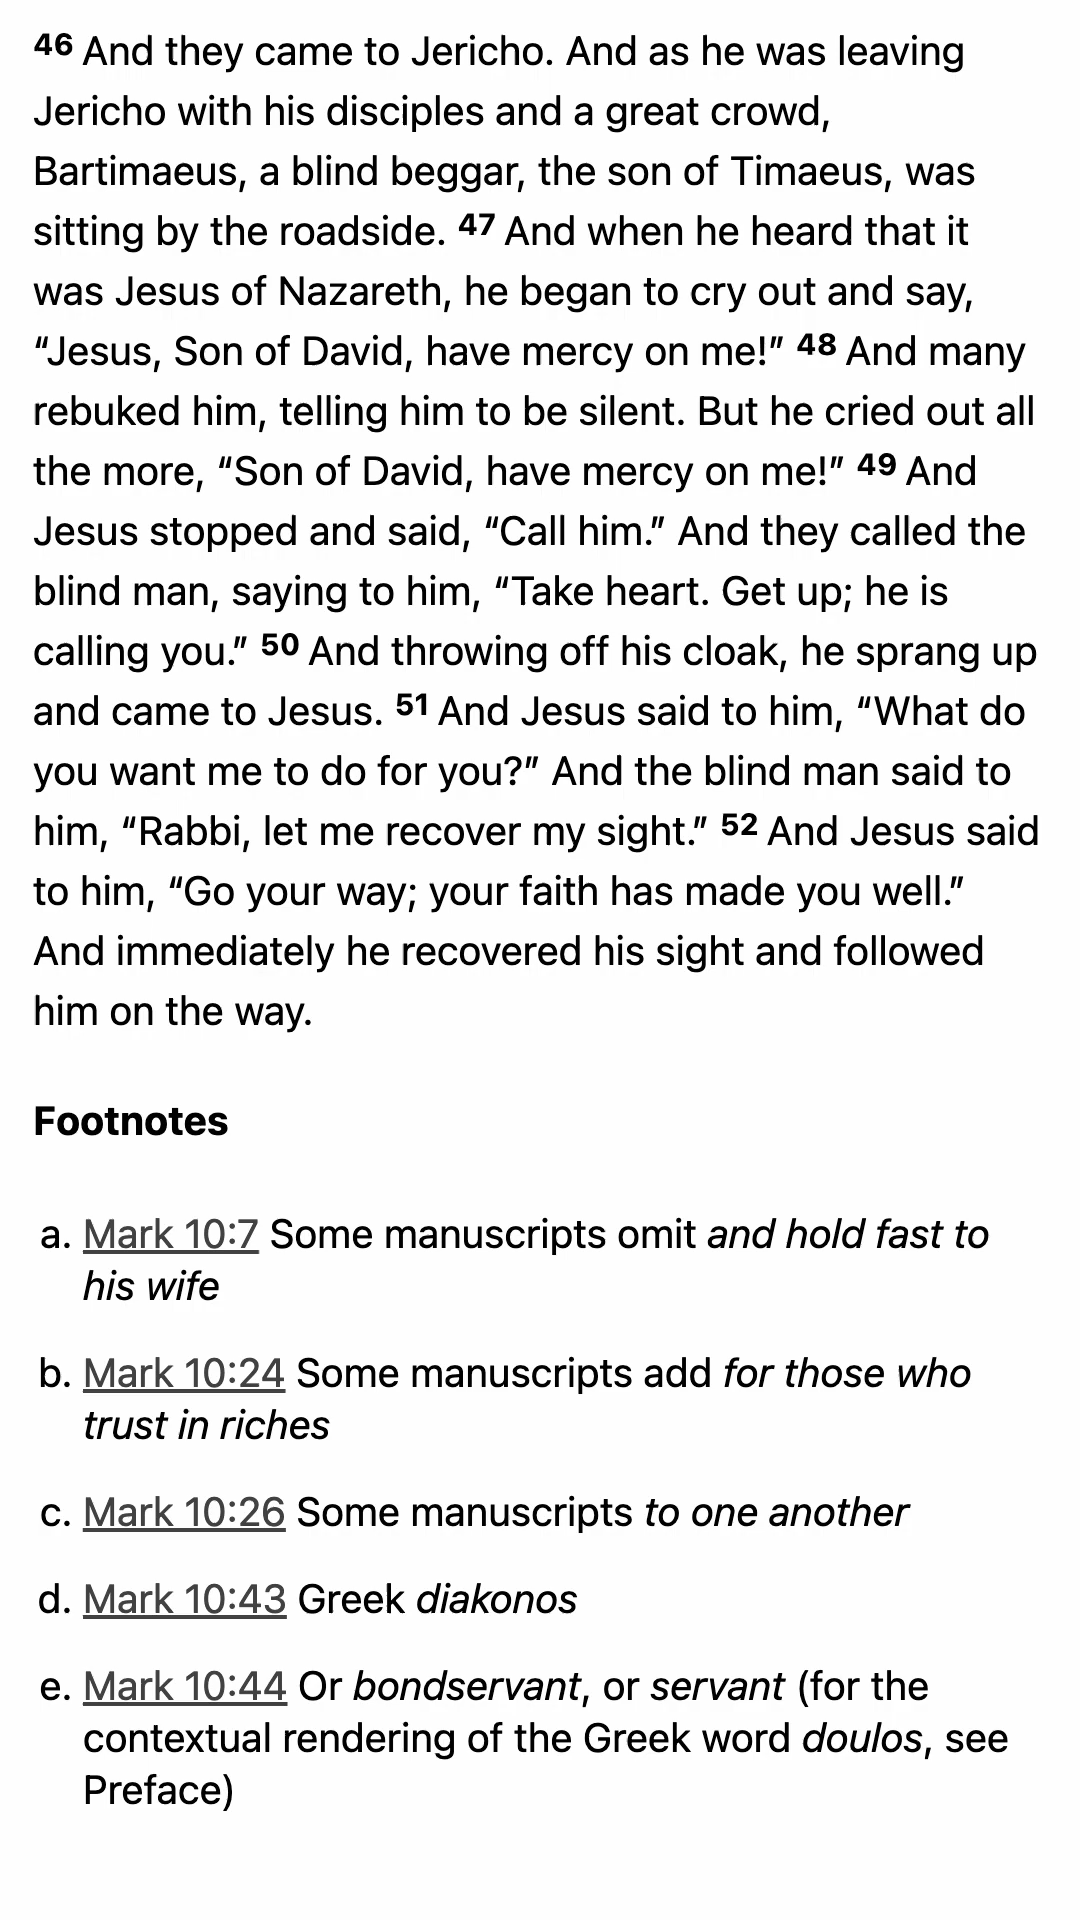 46 And they came to Jericho. And as he was leaving
Jericho with his disciples and a great crowd,
Bartimaeus, a blind beggar, the son of Timaeus, was
sitting by the roadside. 47 And when he heard that it
was Jesus of Nazareth, he began to cry out and say,
“Jesus, Son of David, have mercy on me!” 48 And many
rebuked him, telling him to be silent. But he cried out all
the more, “Son of David, have mercy on me!” 49 And
Jesus stopped and said, “Call him.” And they called the
blind man, saying to him, “Take heart. Get up; he is
calling you.” 50 And throwing off his cloak, he sprang up
and came to Jesus. 51 And Jesus said to him, “What do
you want me to do for you?” And the blind man said to
him, “Rabbi, let me recover my sight.” 52 And Jesus said
to him, “Go your way; your faith has made you well.”
And immediately he recovered his sight and followed
him on the way.
Footnotes
a. Mark 10:7 Some manuscripts omit and hold fast to
his wife
b. Mark 10:24 Some manuscripts add for those who
trust in riches
c. Mark 10:26 Some manuscripts to one another
d. Mark 10:43 Greek diakonos
e. Mark 10:44 Or bondservant, or servant (for the
contextual rendering of the Greek word doulos, see
Preface)